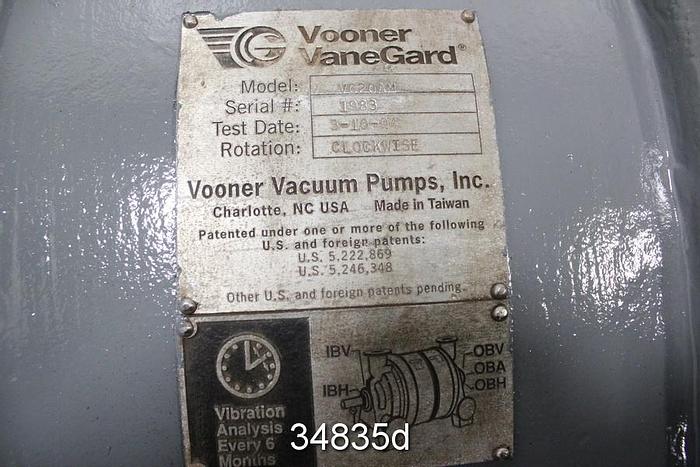 Vooner
VaneGard®
Model:
Serial #: 1983
Test Date:
Rotation: CLOCKWISE
Vooner Vacuum Pumps, Inc.
Charlotte, NC USA Made in Taiwan
Patented under one or more of the following
U.S. and foreign patents:
U.S. 5,222,869
U.S. 5,246,348
Other U.S. and foreign patents pending.
IBV OBV
OBA
IBH OBH
Vibration
Analysis
Every 6
Months
34835d